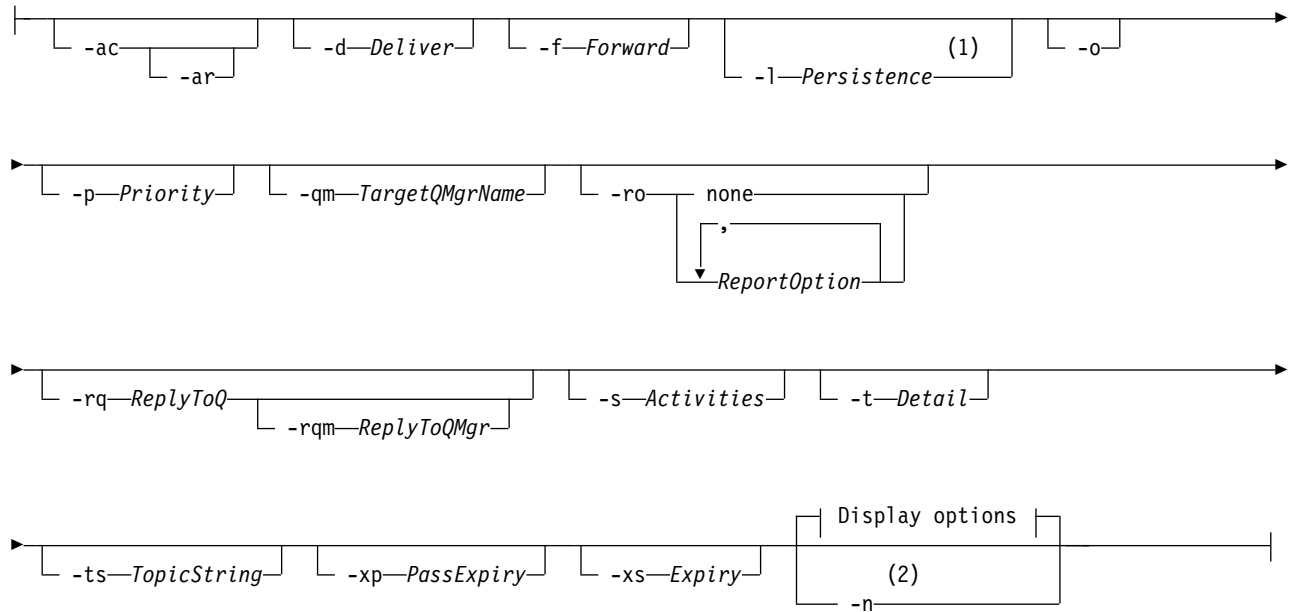 -ac -d Deliver -f Forward (1) -o
-ar -l Persistence
-p Priority -qm TargetQMgrName -ro none
,
ReportOption
-rq ReplyToQ -s Activities -t Detail
-rqm ReplyToQMgr
Display options
-ts TopicString -xp PassExpiry -xs Expiry (2)
-n